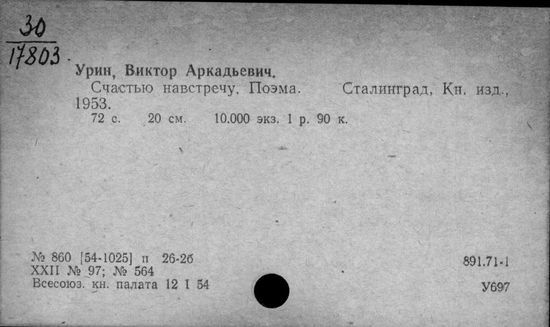 30
17803
Урин, Виктор Аркадьевич.
Счастью навстречу. Поэма. Сталинград, Кн. изд.,
1953.
72 с. 20 см. 10.000 экз. 1 р. 90 к.
№ 860 [54-1025] п 26-2б
XXII № 97; № 564
Всесоюз. кн. палата 12 I 54
891.71-1
У697